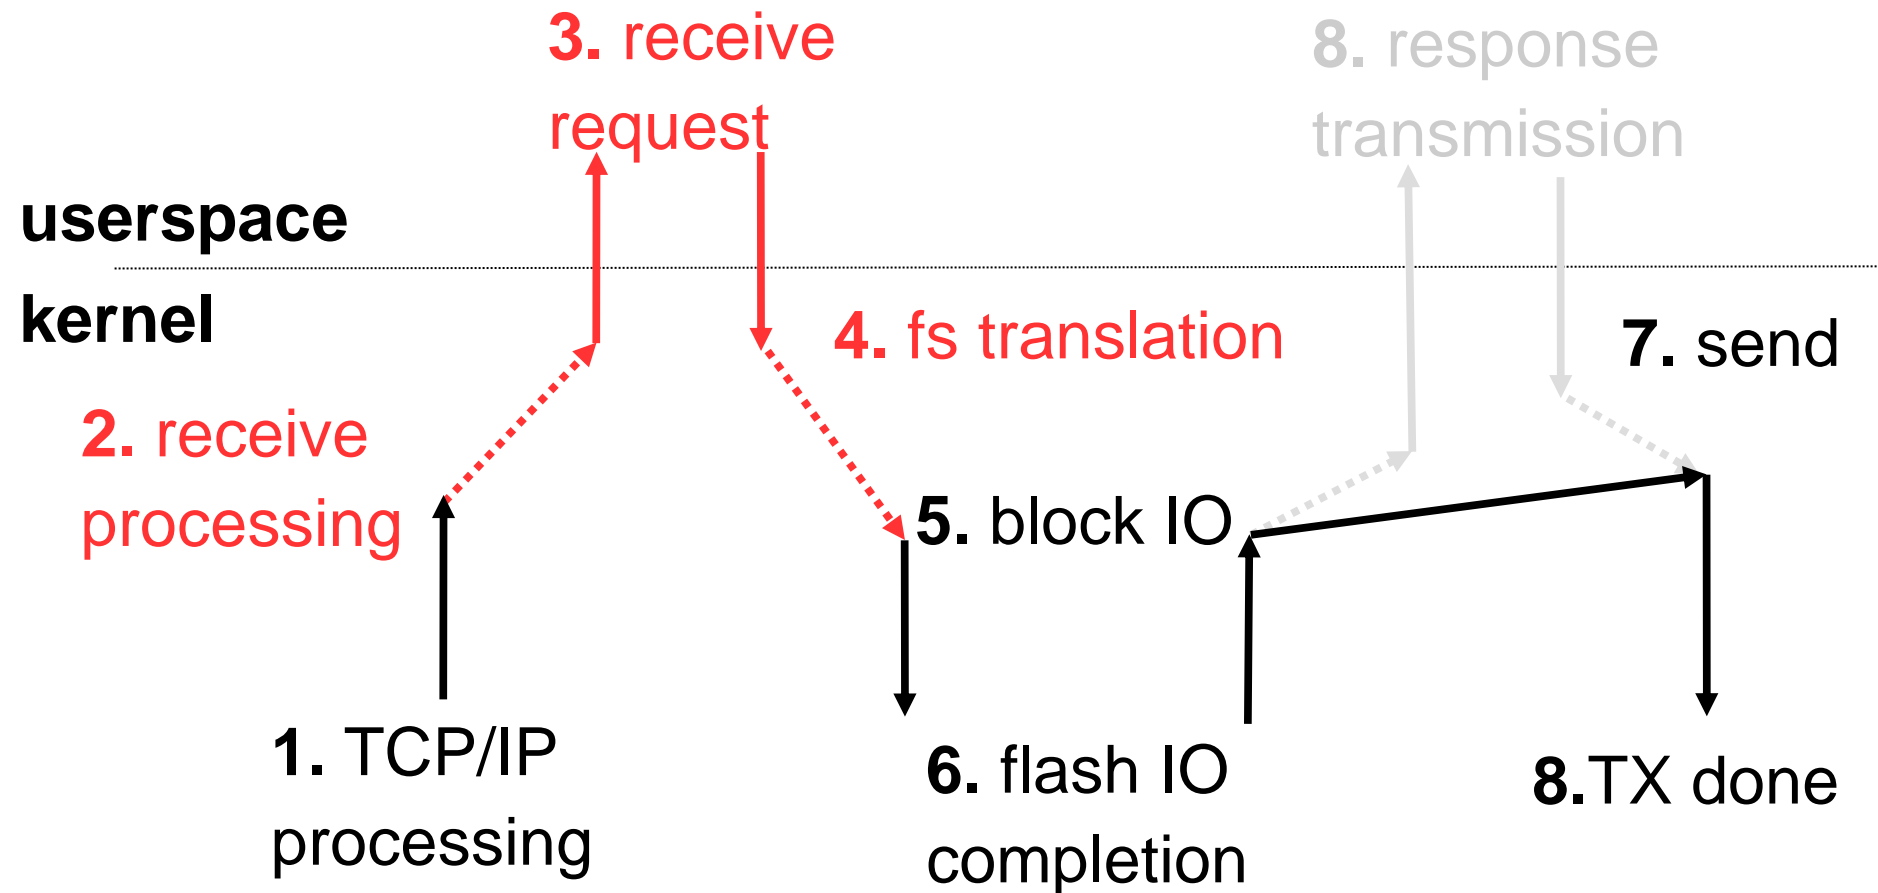 3. receive
request
8. response
transmission
userspace
kernel
4. fs translation
7. send
2. receive
processing
5. block IO
1. TCP/IP
processing
6. flash IO
completion
8.TX done